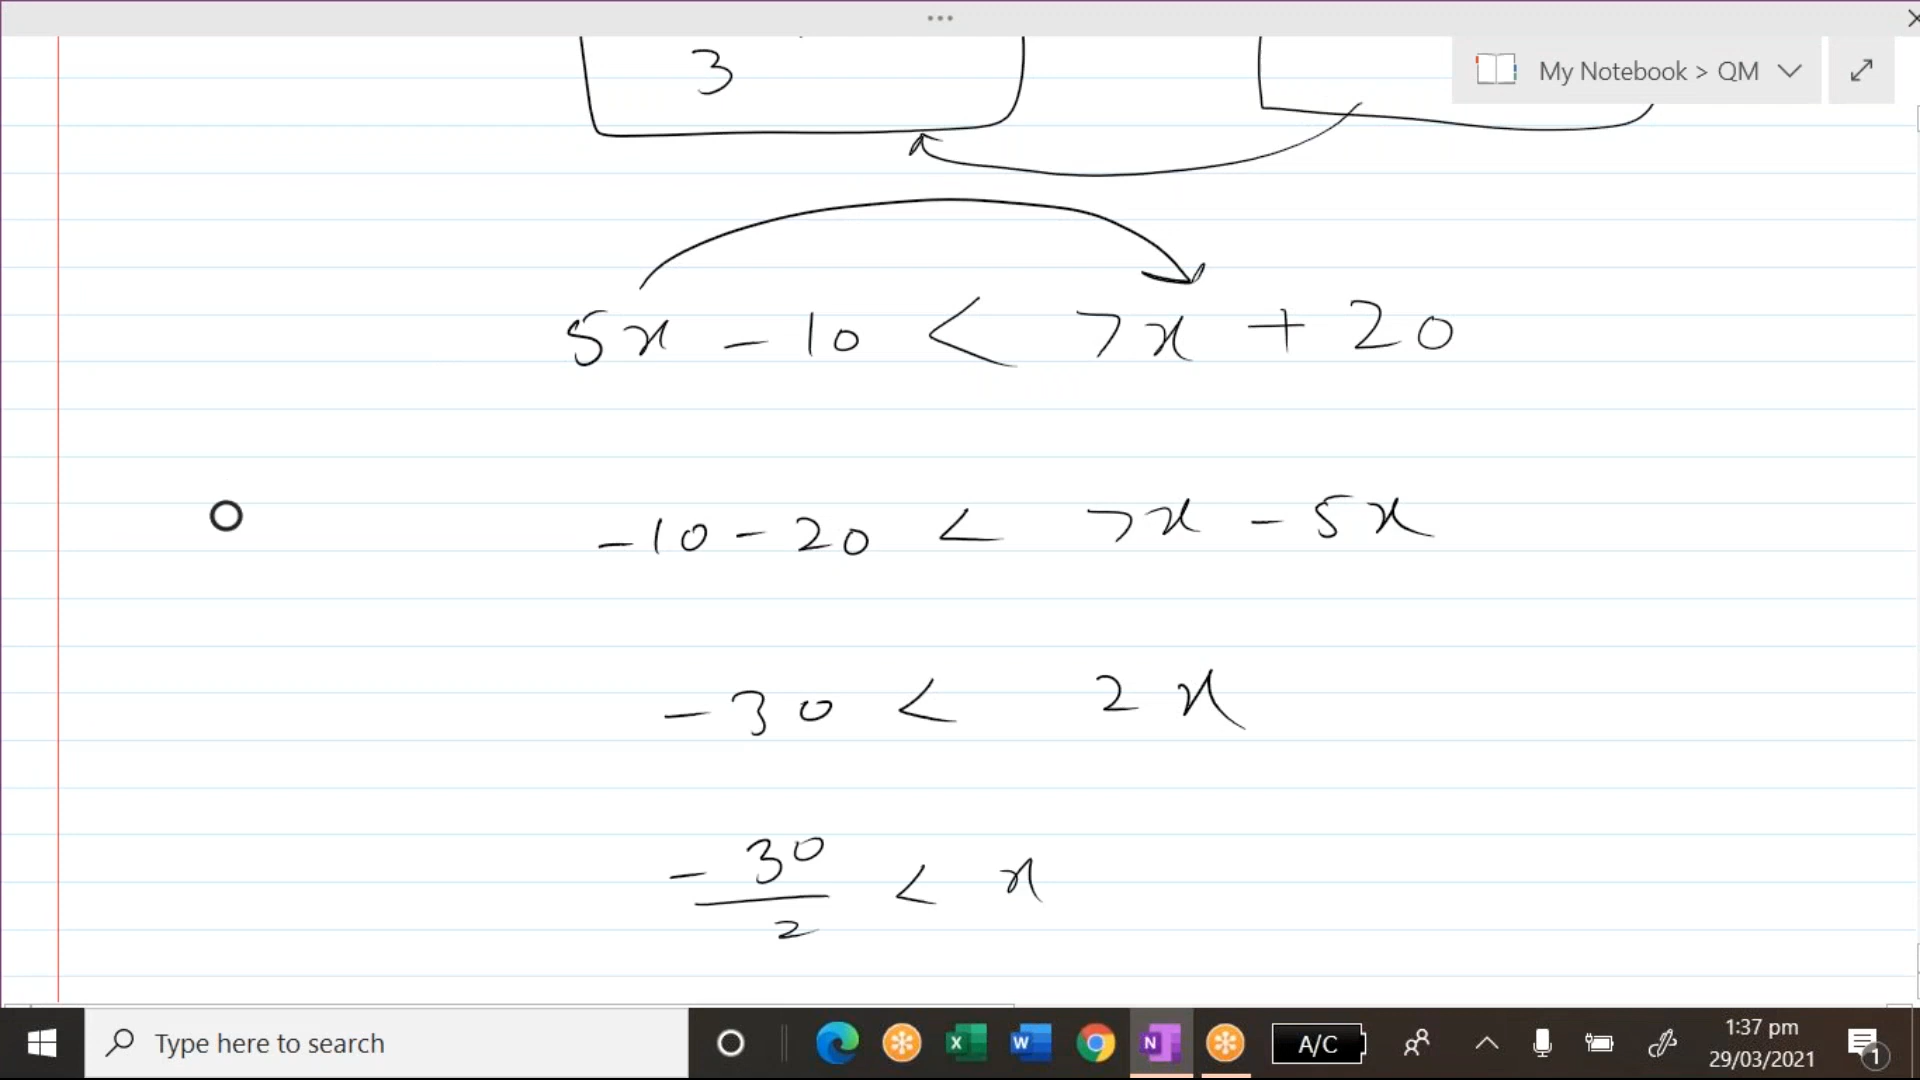 ...
3
My Notebook > QM
5x - 10 < 7x + 20
-10 - 20 < 7x - 5x
-30 < 2x
-30/2 < x
Type here to search
A/C
1:37 pm
29/03/2021
1